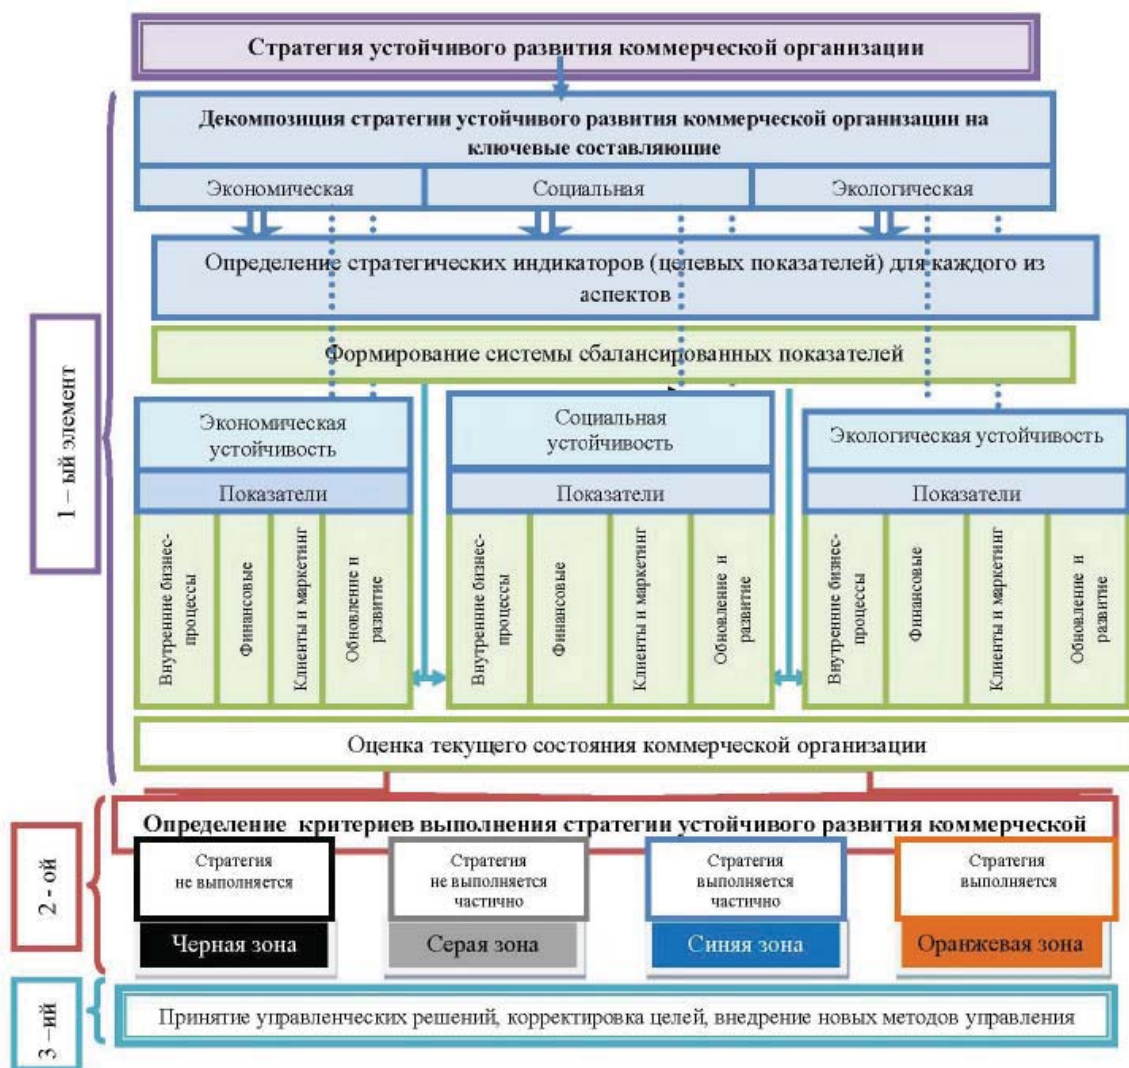 Стратегия устойчивого развития коммерческой организации
Декомпозиция стратегии устойчивого развития коммерческой организации на
ключевые составляющие
Экономическая
Социальная
Экологическая
Определение стратегических индикаторов (целевых показателей) для каждого из
аспектов
Формирование системы сбалансированных показателей
1 – ый элемент
Экономическая
устойчивость
Показатели
Внутренние бизнес-
процессы
Финансовые
Клиенты и маркетинг
Обновление и
развитие
Социальная
устойчивость
Показатели
Внутренние бизнес-
процессы
Финансовые
Клиенты и маркетинг
Обновление и
развитие
Экологическая устойчивость
Показатели
Внутренние бизнес-
процессы
Финансовые
Клиенты и маркетинг
Обновление и
развитие
Оценка текущего состояния коммерческой организации
2 - ой
Определение критериев выполнения стратегии устойчивого развития коммерческой
Стратегия
не выполняется
Черная зона
Стратегия
не выполняется
частично
Серая зона
Стратегия
выполняется
частично
Синяя зона
Стратегия
выполняется
Оранжевая зона
3 –ий
Принятие управленческих решений, корректировка целей, внедрение новых методов управления